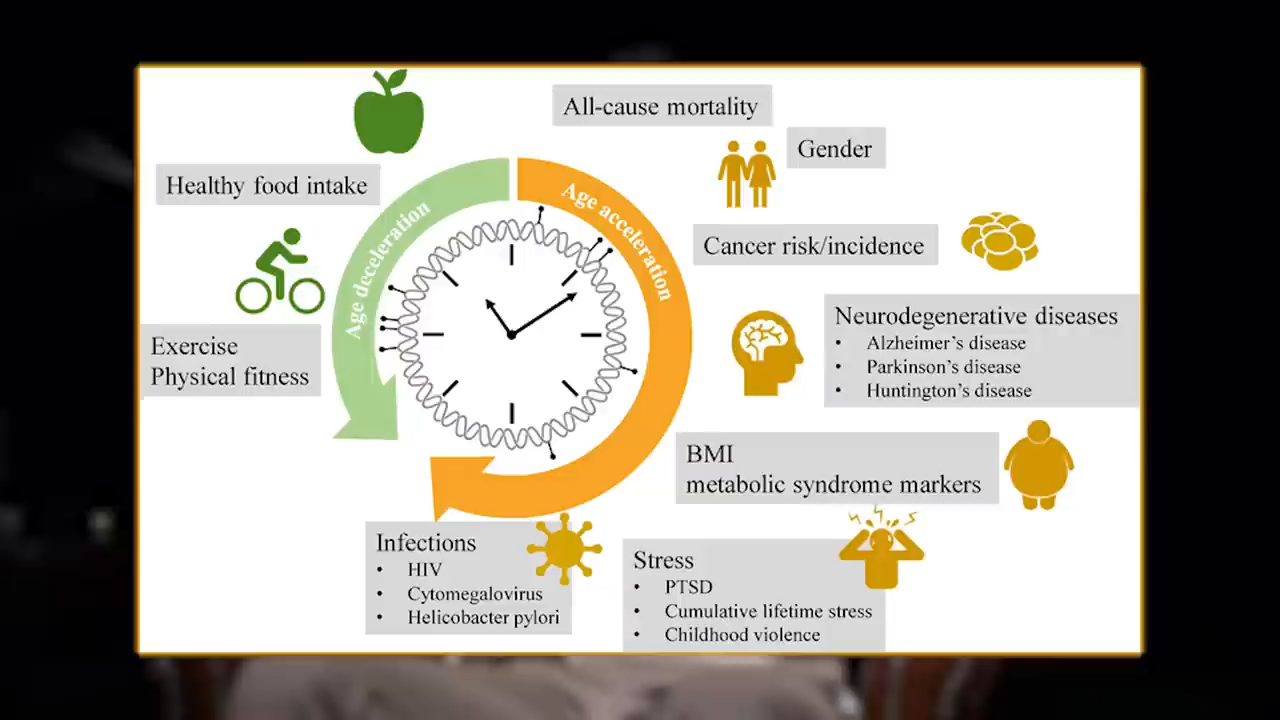 All-cause mortality
Gender
Healthy food intake
Age deceleration
Age acceleration
Cancer risk/incidence
Neurodegenerative diseases
• Alzheimer's disease
• Parkinson's disease
• Huntington's disease
Exercise
Physical fitness
BMI
metabolic syndrome markers
Infections
• HIV
• Cytomegalovirus
• Helicobacter pylori
Stress
• PTSD
• Cumulative lifetime stress
• Childhood violence